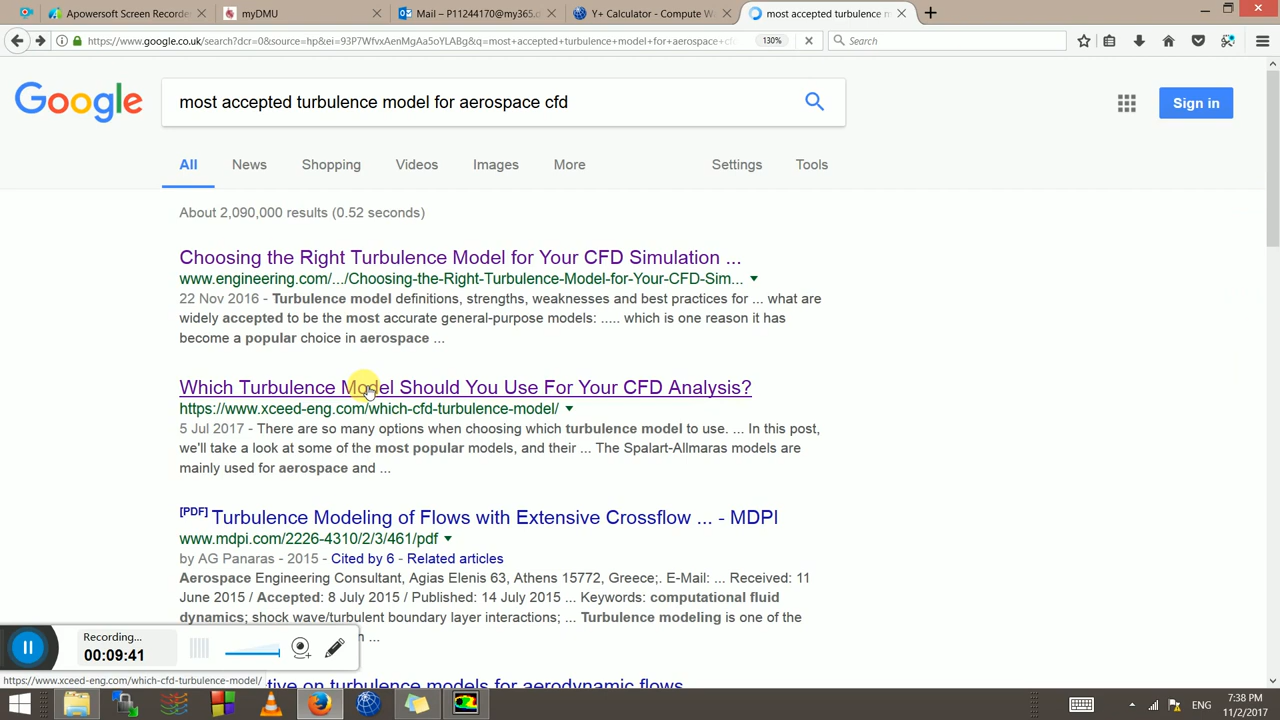 Apowersoft Screen Recorder
myDMU
Mail – P11244170@my365.d
Y+ Calculator - Compute W
most accepted turbulence m
https://www.google.co.uk/search?dcr=0&source=hp&ei=93P7WfvxAenMgAa5oYLABg&q=most+accepted+turbulence+model+for+aerospace+cfd
130%
Search
Google
most accepted turbulence model for aerospace cfd
Sign in
All News Shopping Videos Images More Settings Tools
About 2,090,000 results (0.52 seconds)
Choosing the Right Turbulence Model for Your CFD Simulation ...
www.engineering.com/.../Choosing-the-Right-Turbulence-Model-for-Your-CFD-Sim...
22 Nov 2016 - Turbulence model definitions, strengths, weaknesses and best practices for ... what are
widely accepted to be the most accurate general-purpose models: ..... which is one reason it has
become a popular choice in aerospace ...
Which Turbulence Model Should You Use For Your CFD Analysis?
https://www.xceed-eng.com/which-cfd-turbulence-model/
5 Jul 2017 - There are so many options when choosing which turbulence model to use. ... In this post,
we'll take a look at some of the most popular models, and their ... The Spalart-Allmaras models are
mainly used for aerospace and ...
[PDF] Turbulence Modeling of Flows with Extensive Crossflow ... - MDPI
www.mdpi.com/2226-4310/2/3/461/pdf
by AG Panaras - 2015 - Cited by 6 - Related articles
Aerospace Engineering Consultant, Agias Elenis 63, Athens 15772, Greece;. E-Mail: ... Received: 11
June 2015 / Accepted: 8 July 2015 / Published: 14 July 2015 ... Keywords: computational fluid
dynamics; shock wave/turbulent boundary layer interactions; ... Turbulence modeling is one of the
...
Recording...
00:09:41
https://www.xceed-eng.com/which-cfd-turbulence-model/
on turbulence models for aerodynamic flows
ENG
7:38 PM
11/2/2017